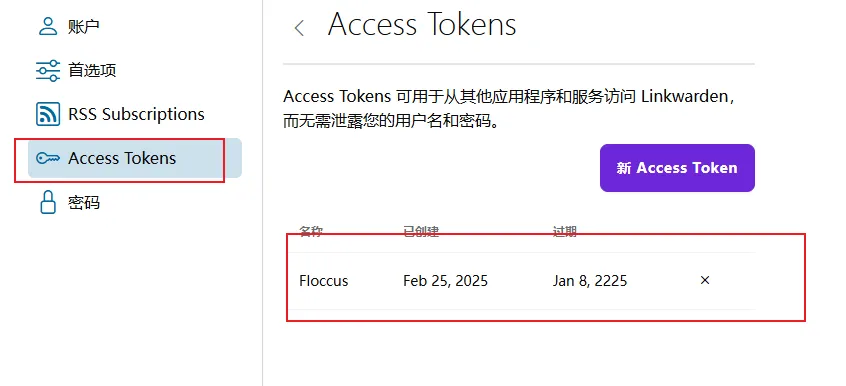 账户
首选项
RSS Subscriptions
Access Tokens
密码
Access Tokens
Access Tokens 可用于从其他应用程序和服务访问 Linkwarden，
而无需泄露您的用户名和密码。
新 Access Token
名称 已创建 过期
Floccus Feb 25, 2025 Jan 8, 2225 ×